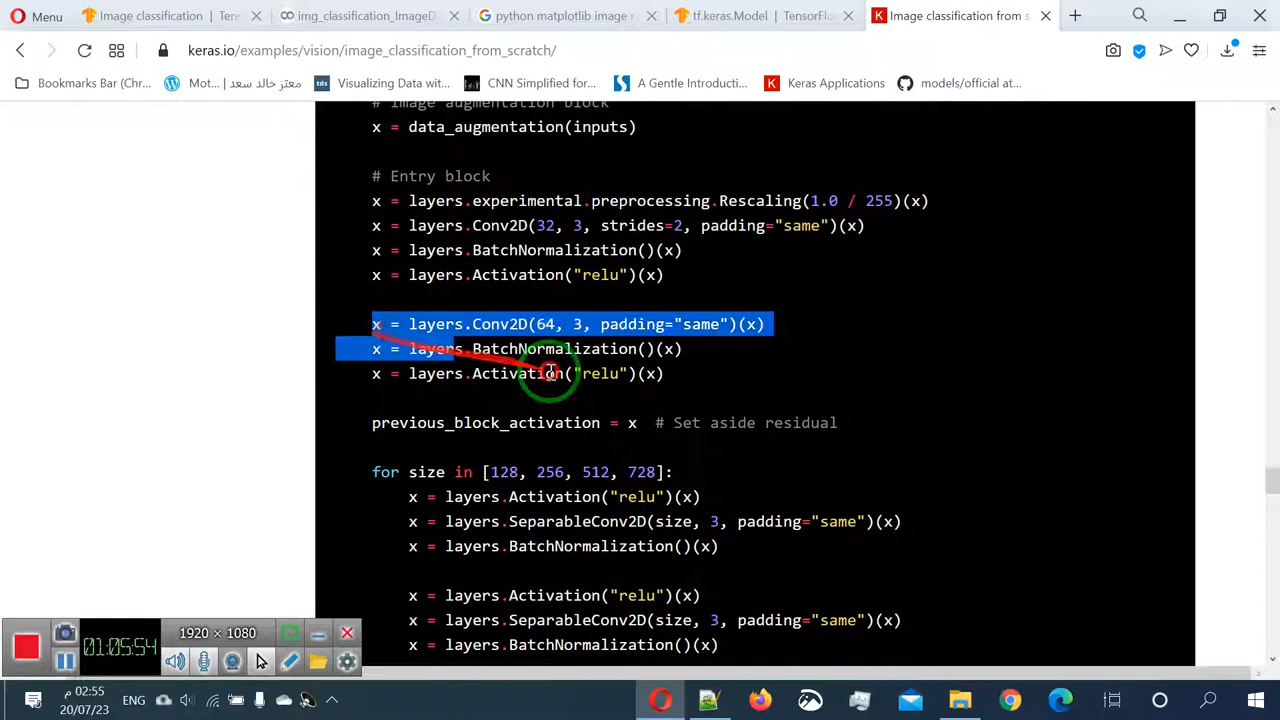 Menu
Image classification | Tens
img_classification_ImageD
python matplotlib image r
tf.keras.Model | TensorFlo
Image classification from s
keras.io/examples/vision/image_classification_from_scratch/
Bookmarks Bar (Chr...
معتز خالد سعد | Mot...
Visualizing Data wit...
CNN Simplified for...
A Gentle Introducti...
Keras Applications
models/official at...
# Image augmentation block
x = data_augmentation(inputs)
# Entry block
x = layers.experimental.preprocessing.Rescaling(1.0 / 255)(x)
x = layers.Conv2D(32, 3, strides=2, padding="same")(x)
x = layers.BatchNormalization()(x)
x = layers.Activation("relu")(x)
x = layers.Conv2D(64, 3, padding="same")(x)
x = layers.BatchNormalization()(x)
x = layers.Activation("relu")(x)
previous_block_activation = x  # Set aside residual
for size in [128, 256, 512, 728]:
x = layers.Activation("relu")(x)
x = layers.SeparableConv2D(size, 3, padding="same")(x)
x = layers.BatchNormalization()(x)
x = layers.Activation("relu")(x)
x = layers.SeparableConv2D(size, 3, padding="same")(x)
x = layers.BatchNormalization()(x)
1920 × 1080
01:05:54
02:55 م
20/07/23
ENG